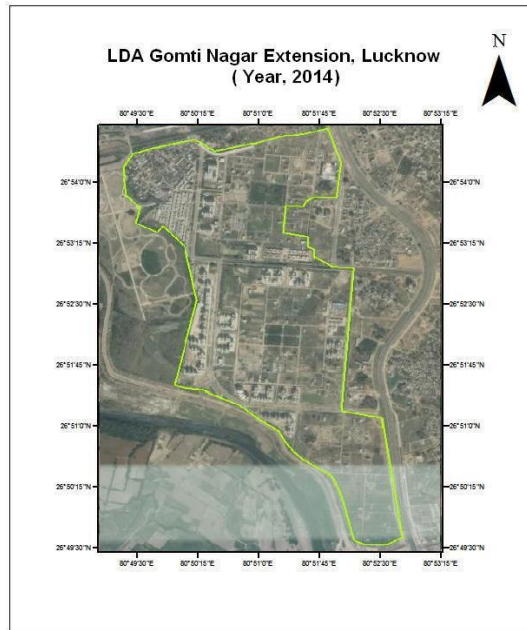 LDA Gomti Nagar Extension, Lucknow
( Year, 2014)
N
80°49'30"E 80°50'15"E 80°51'0"E 80°51'45"E 80°52'30"E 80°53'15"E
26°54'0"N 26°54'0"N
26°53'15"N 26°53'15"N
26°52'30"N 26°52'30"N
26°51'45"N 26°51'45"N
26°51'0"N 26°51'0"N
26°50'15"N 26°50'15"N
26°49'30"N 26°49'30"N
80°49'30"E 80°50'15"E 80°51'0"E 80°51'45"E 80°52'30"E 80°53'15"E